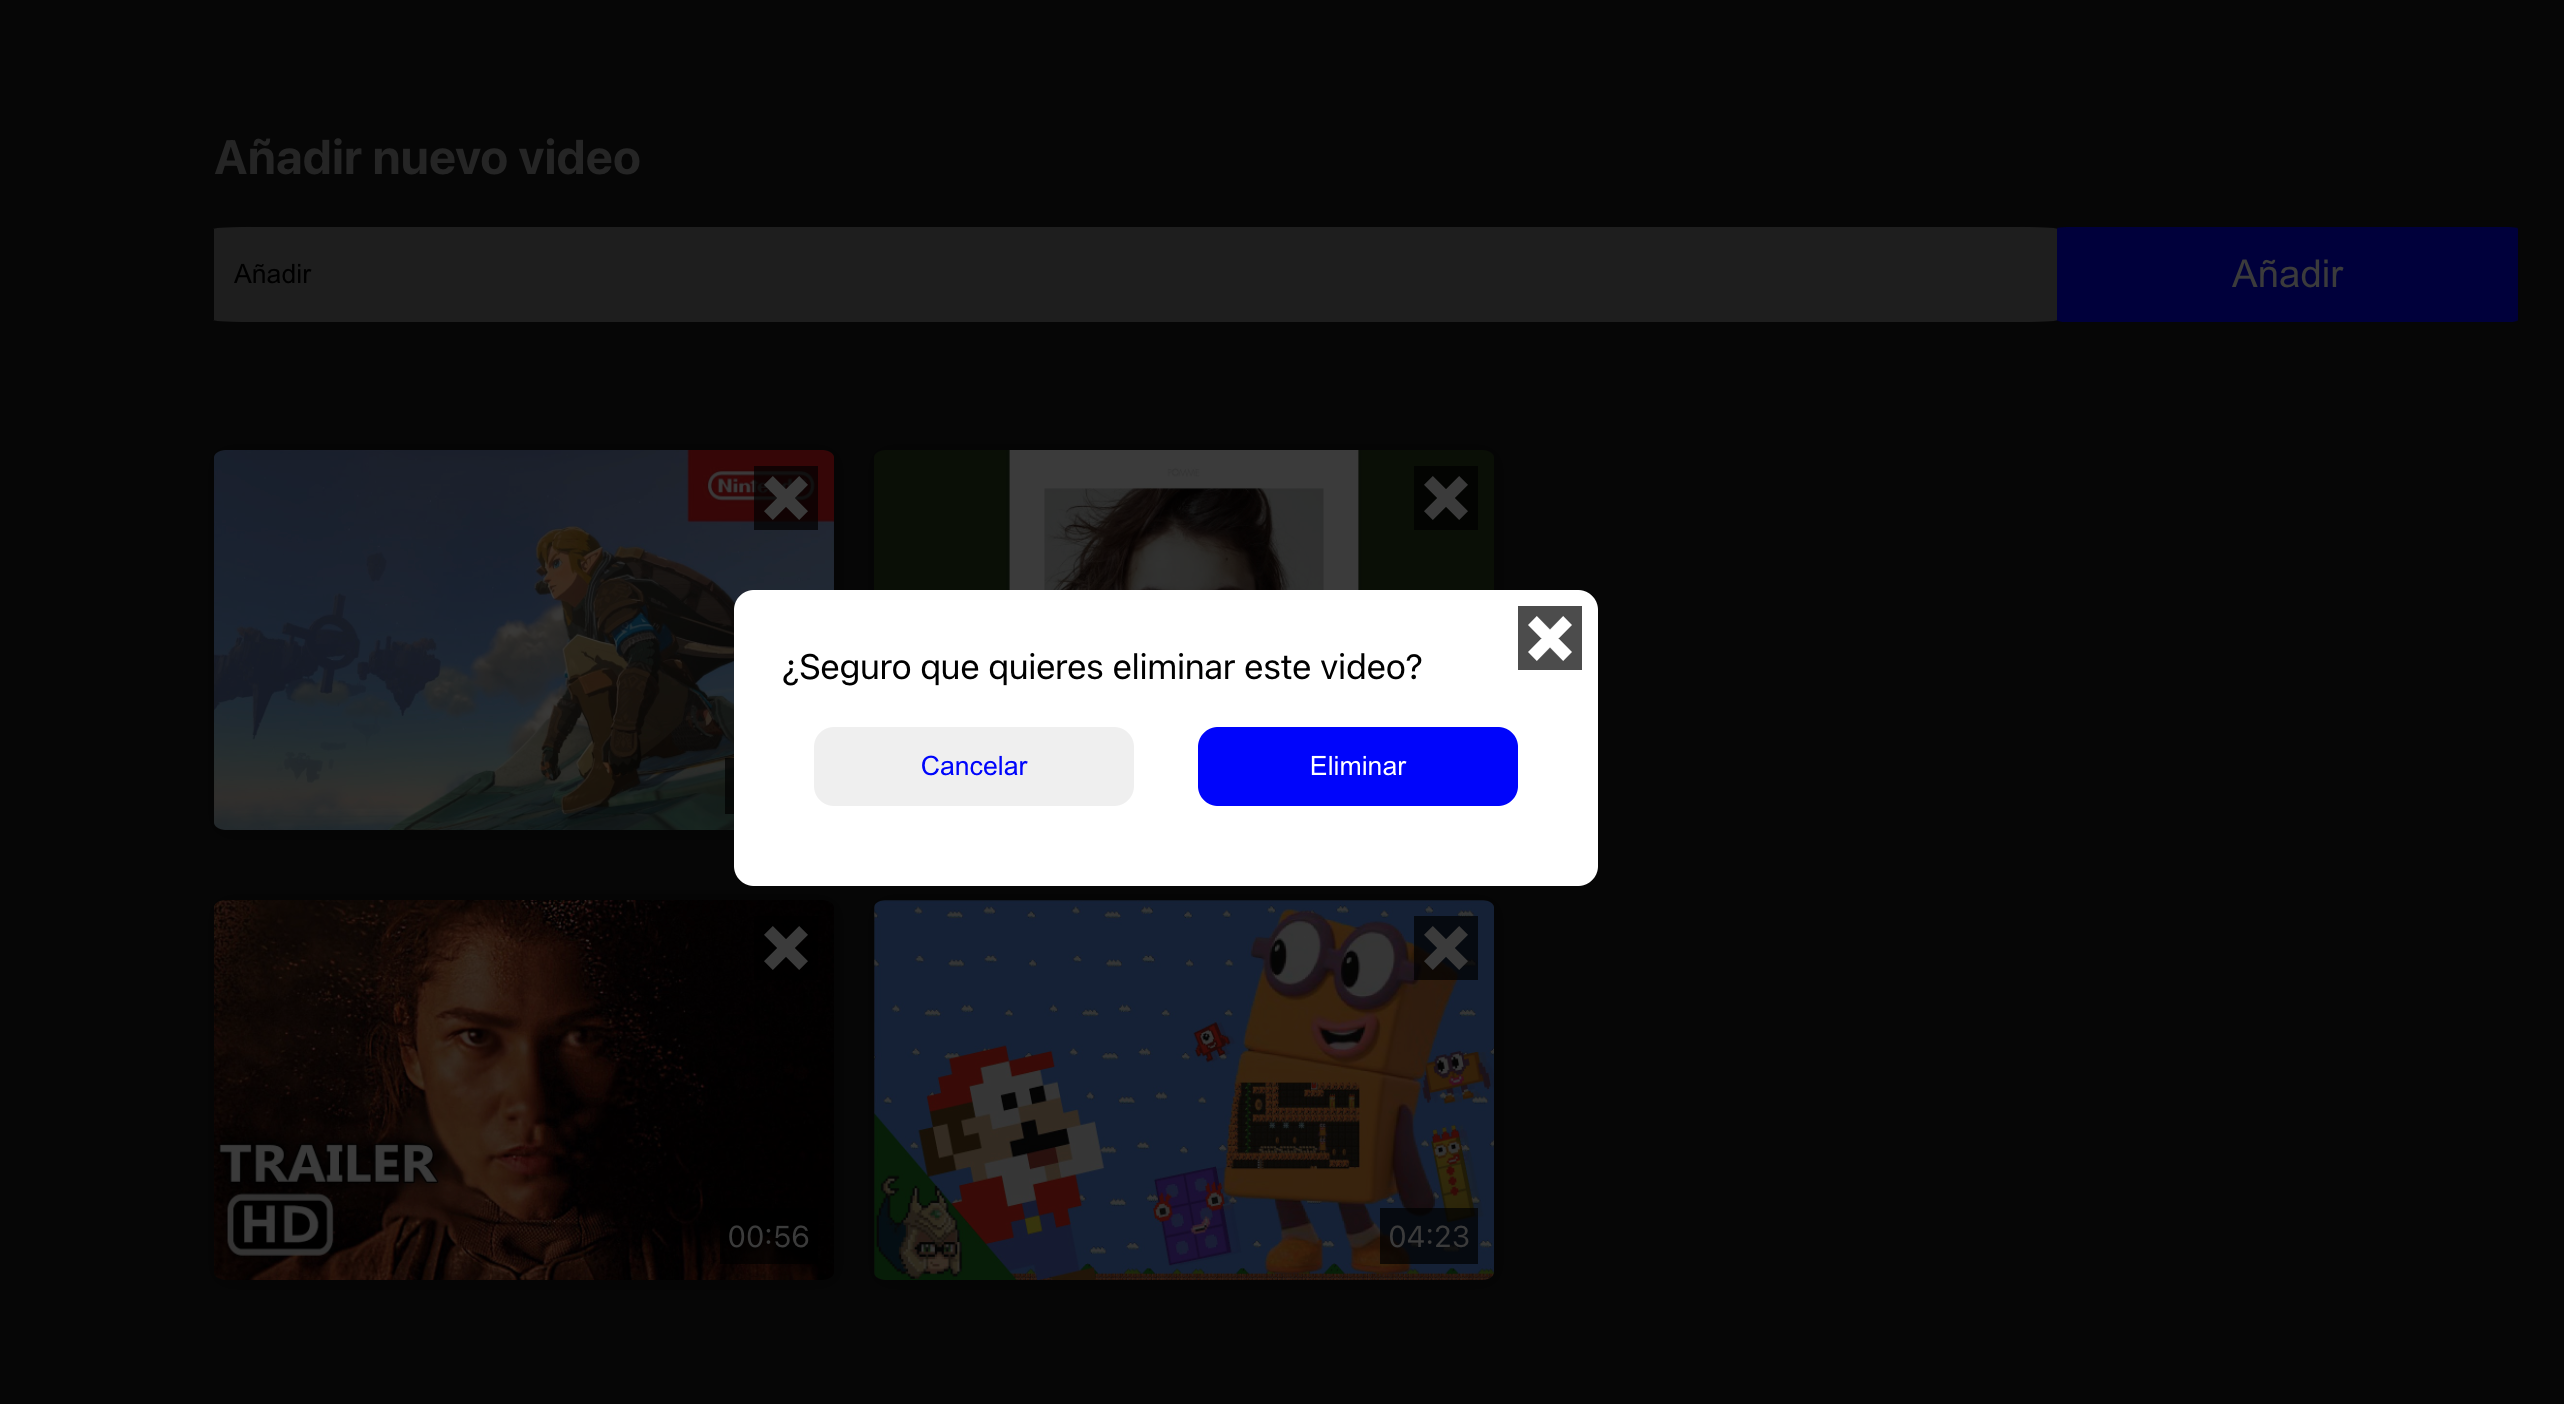 Añadir nuevo video
Añadir
Añadir
¿Seguro que quieres eliminar este video?
Cancelar
Eliminar
TRAILER
HD
00:56
04:23